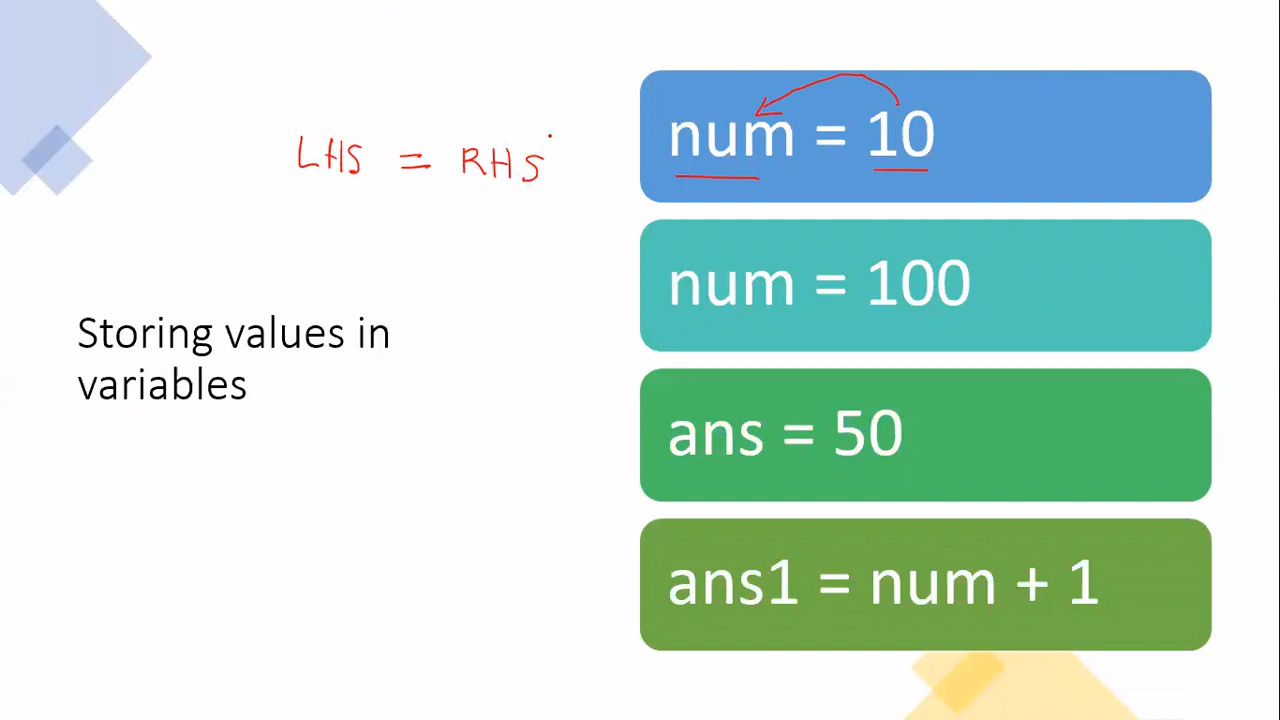 LHS = RHS
Storing values in
variables
num = 10
num = 100
ans = 50
ans1 = num + 1